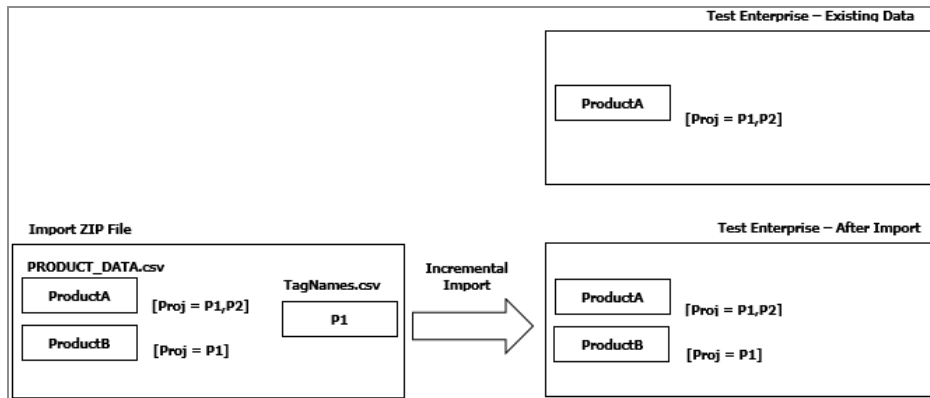 Test Enterprise – Existing Data
ProductA
[Proj = P1,P2]
Import ZIP File
PRODUCT_DATA.csv
ProductA
[Proj = P1,P2]
ProductB
[Proj = P1]
TagNames.csv
P1
Incremental
Import
Test Enterprise – After Import
ProductA
[Proj = P1,P2]
ProductB
[Proj = P1]